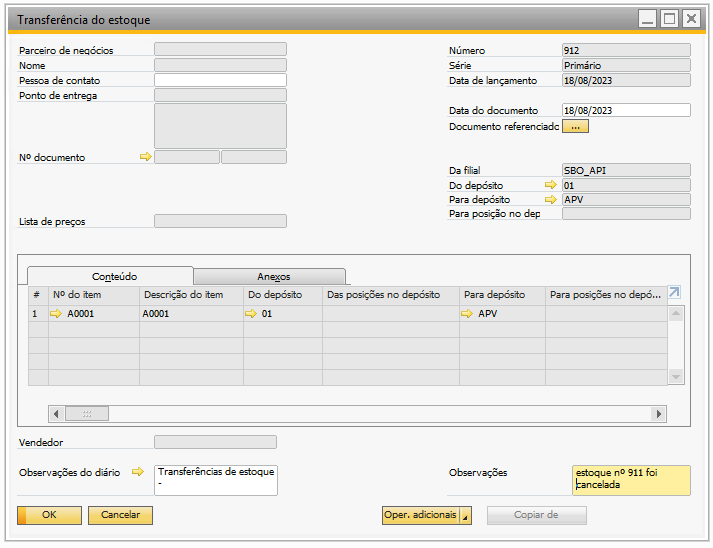 Transferência do estoque
Parceiro de negócios
Nome
Pessoa de contato
Ponto de entrega
Nº documento
Lista de preços
Número 912
Série Primário
Data de lançamento 18/08/2023
Data do documento 18/08/2023
Documento referenciado ...
Da filial SBO_API
Do depósito 01
Para depósito APV
Para posição no dep
Conteúdo Anexos
# Nº do item Descrição do item Do depósito Das posições no depósito Para depósito Para posições no depó...
1 A0001 A0001 01 APV
Vendedor
Observações do diário Transferências de estoque
-
Observações estoque nº 911 foi
cancelada
OK Cancelar Oper. adicionais Copiar de